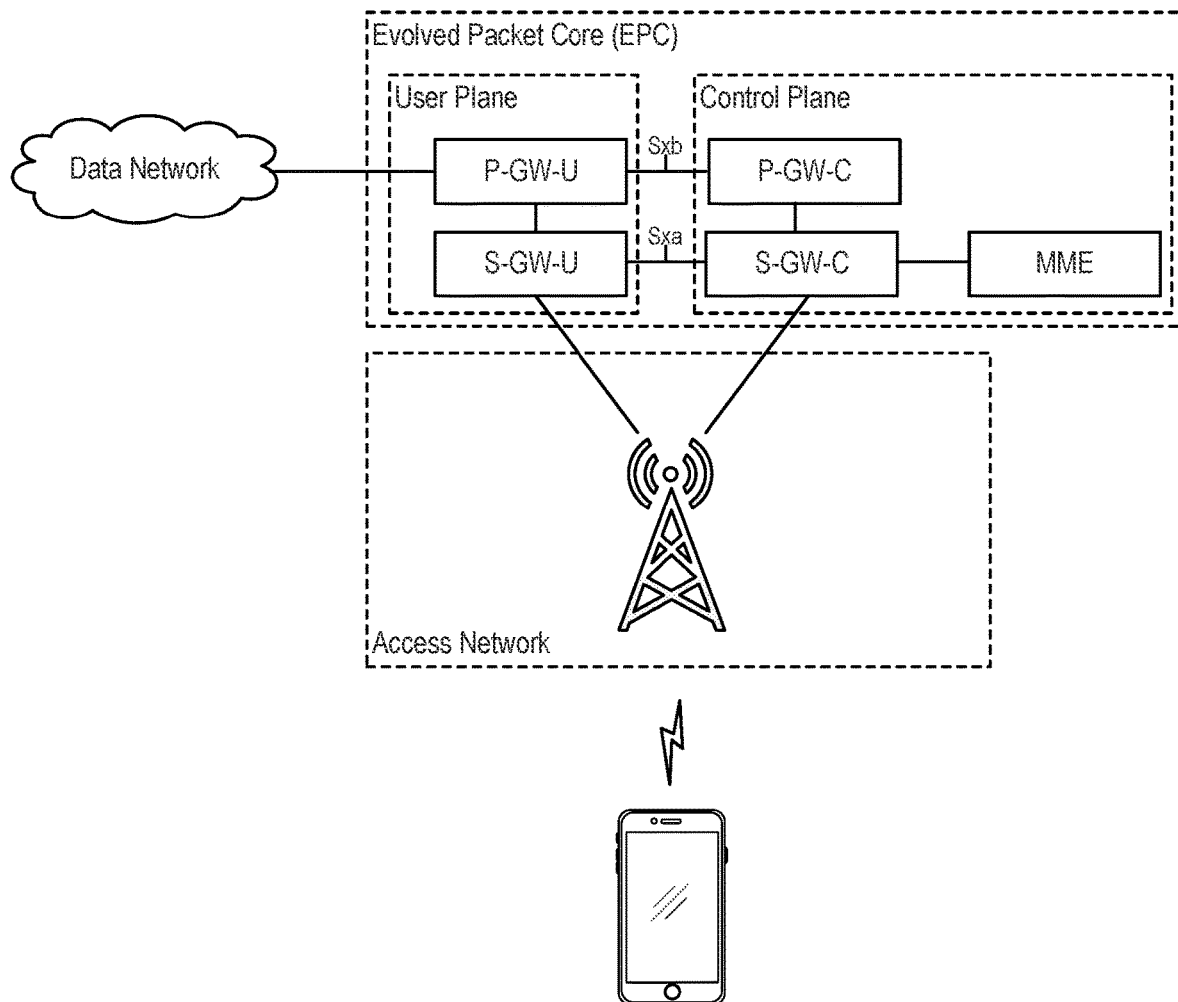 Evolved Packet Core (EPC)
User Plane
Control Plane
Data Network
P-GW-U
Sxb
P-GW-C
S-GW-U
Sxa
S-GW-C
MME
Access Network